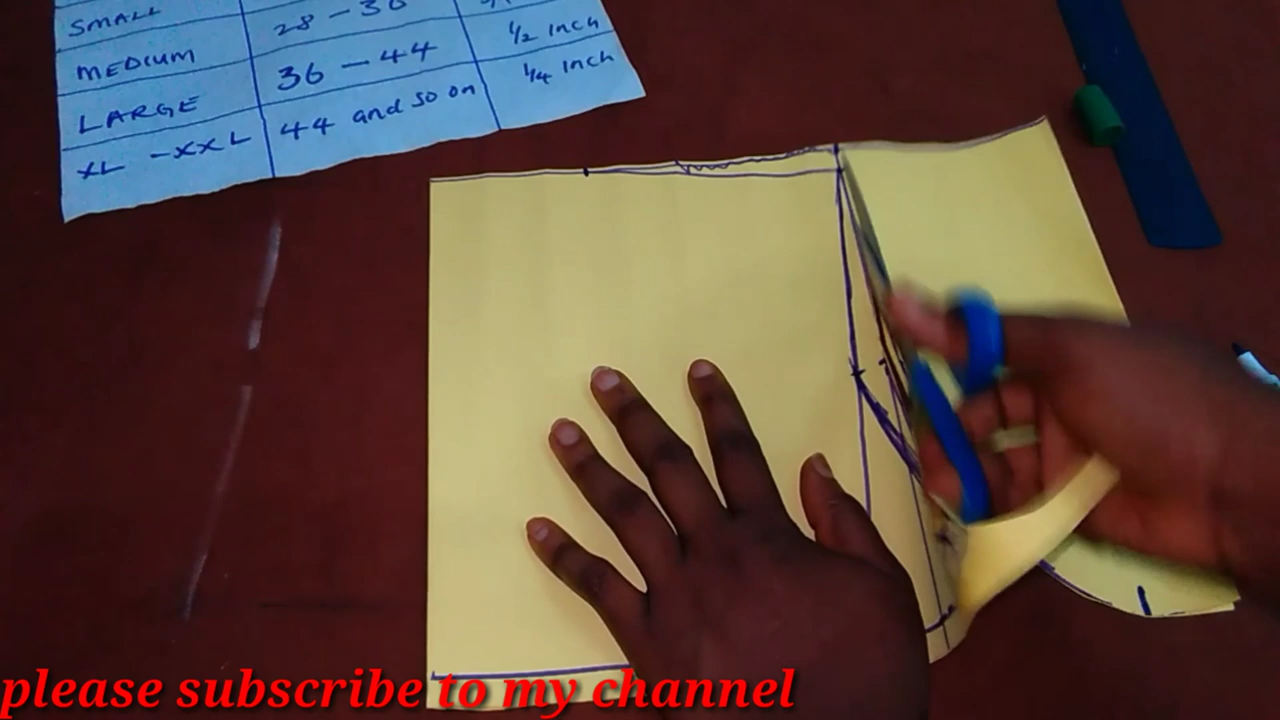 SMALL 28 - 36
MEDIUM 36 - 44 1/2 Inch
LARGE 44 and so on 1/4 Inch
XL - XXL
please subscribe to my channel